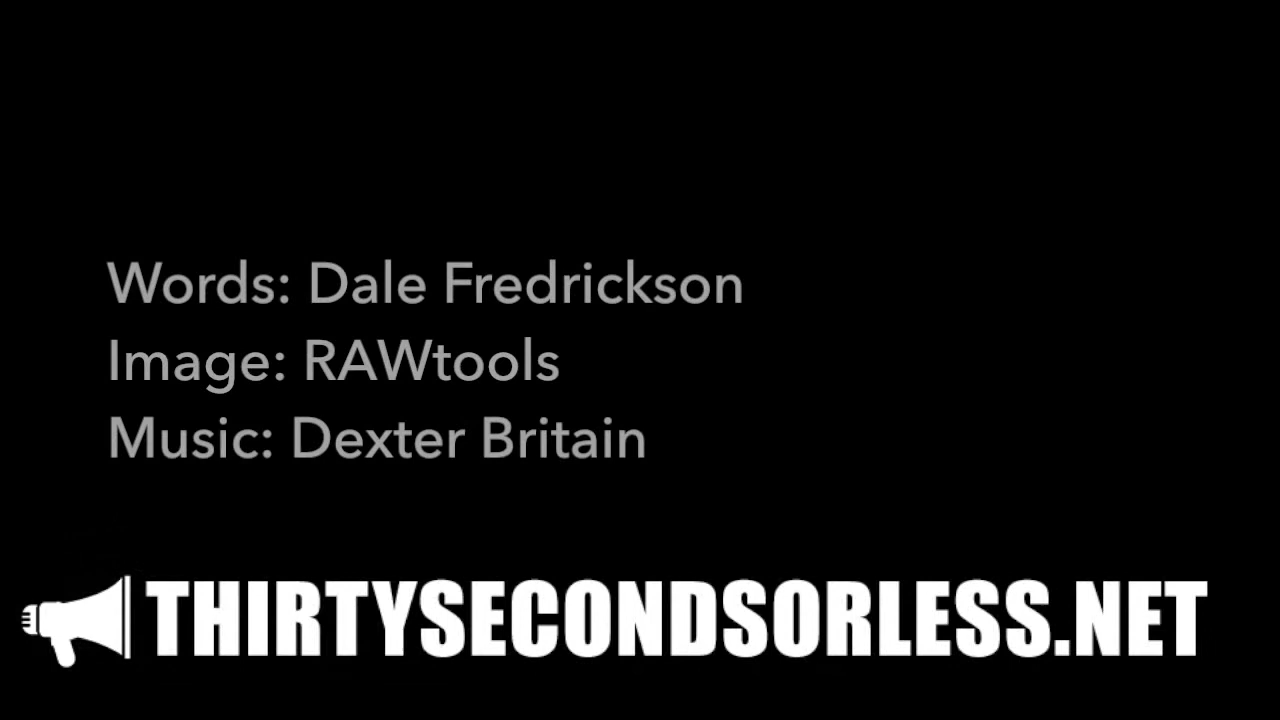 Words: Dale Fredrickson
Image: RAWtools
Music: Dexter Britain
THIRTYSECONDSORLESS.NET